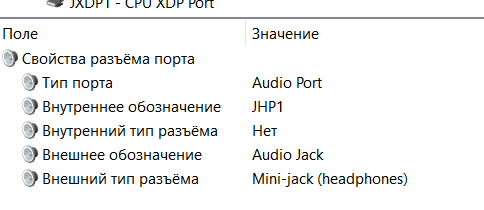 JXDP1 - CPU XDP Port
Поле Значение
Свойства разъёма порта
Тип порта Audio Port
Внутреннее обозначение JHP1
Внутренний тип разъёма Нет
Внешнее обозначение Audio Jack
Внешний тип разъёма Mini-jack (headphones)